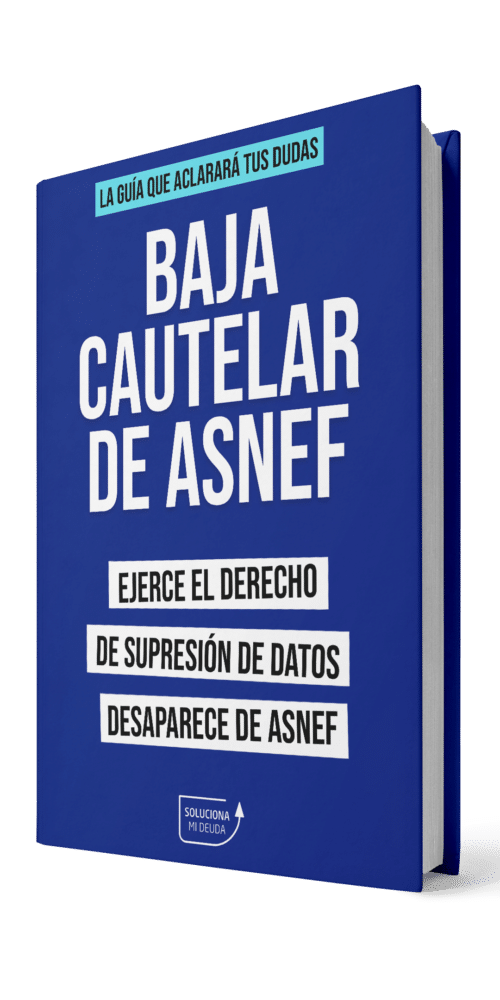 LA GUÍA QUE ACLARARÁ TUS DUDAS
BAJA
CAUTELAR
DE ASNEF
EJERCE EL DERECHO
DE SUPRESIÓN DE DATOS
DESAPARECE DE ASNEF
SOLUCIONA
MI DEUDA